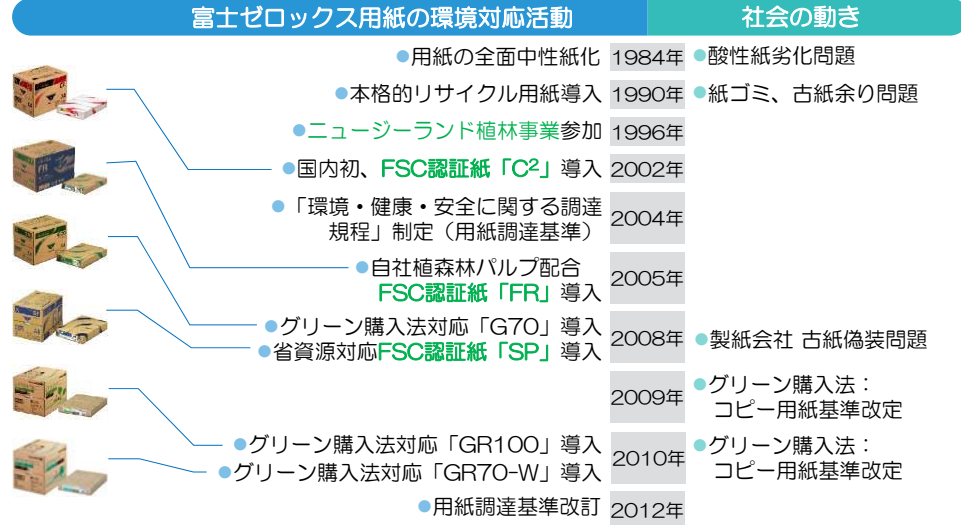 富士ゼロックス用紙の環境対応活動 社会の動き
●用紙の全面中性紙化 1984年 ●酸性紙劣化問題
●本格的リサイクル用紙導入 1990年 ●紙ゴミ、古紙余り問題
●ニュージーランド植林事業参加 1996年
●国内初、FSC認証紙「C²」導入 2002年
●「環境・健康・安全に関する調達
規程」制定(用紙調達基準) 2004年
●自社植森林パルプ配合
FSC認証紙「FR」導入 2005年
●グリーン購入法対応「G70」導入
●省資源対応FSC認証紙「SP」導入 2008年 ●製紙会社 古紙偽装問題
2009年 ●グリーン購入法:
コピー用紙基準改定
●グリーン購入法対応「GR100」導入
●グリーン購入法対応「GR70-W」導入 2010年 ●グリーン購入法:
コピー用紙基準改定
●用紙調達基準改訂 2012年